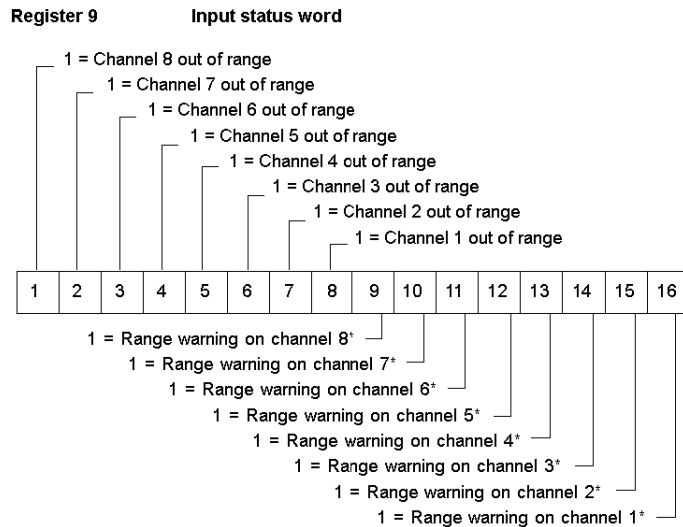 Register 9 Input status word
1 = Channel 8 out of range
1 = Channel 7 out of range
1 = Channel 6 out of range
1 = Channel 5 out of range
1 = Channel 4 out of range
1 = Channel 3 out of range
1 = Channel 2 out of range
1 = Channel 1 out of range
1 2 3 4 5 6 7 8 9 10 11 12 13 14 15 16
1 = Range warning on channel 8*
1 = Range warning on channel 7*
1 = Range warning on channel 6*
1 = Range warning on channel 5*
1 = Range warning on channel 4*
1 = Range warning on channel 3*
1 = Range warning on channel 2*
1 = Range warning on channel 1*